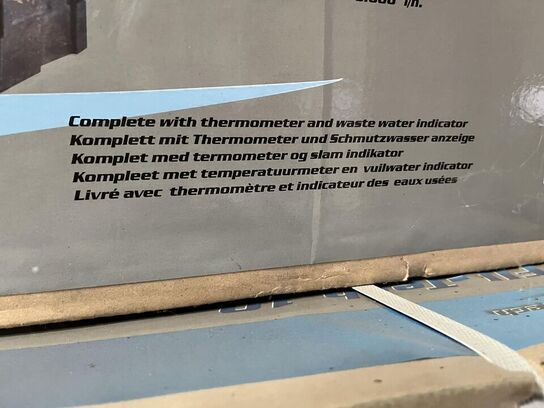 l/h.
Complete with thermometer and waste water indicator
Komplett mit Thermometer und Schmutzwasser anzeige
Komplet med termometer og slam indikator
Kompleet met temperatuurmeter en vuilwater indicator
Livré avec thermomètre et indicateur des eaux usées